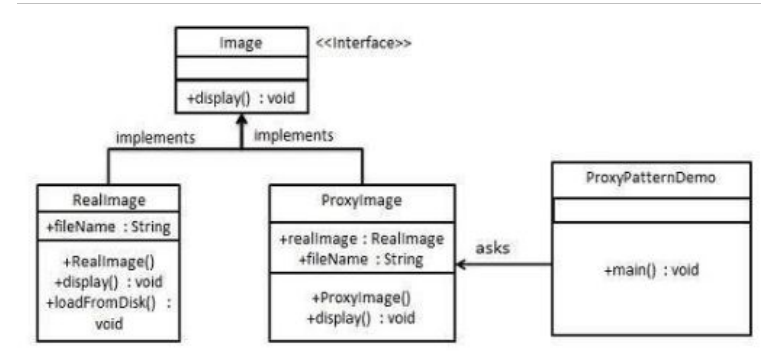 Image
<<Interface>>
+display() : void
implements
implements
RealImage
+fileName : String
+RealImage()
+display() : void
+loadFromDisk() :
void
ProxyImage
+realImage : RealImage
+fileName : String
+ProxyImage()
+display() : void
asks
ProxyPatternDemo
+main() : void